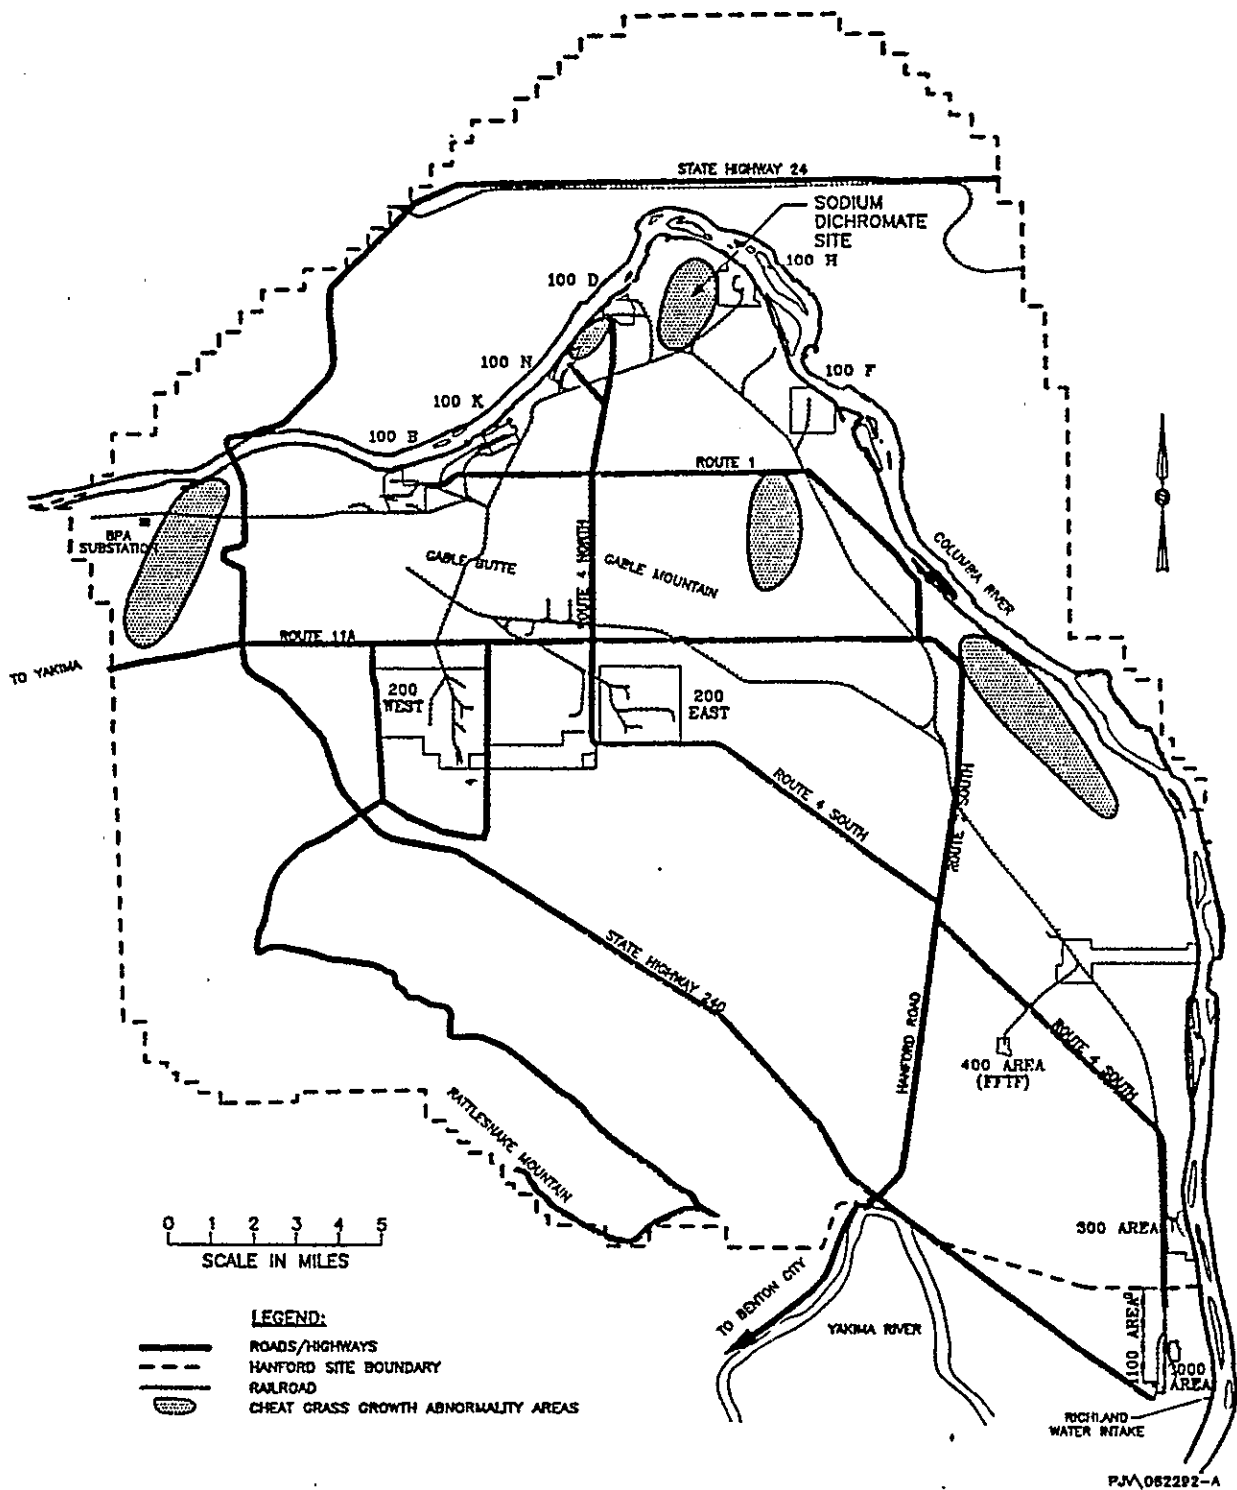 STATE HIGHWAY 24
SODIUM
DICHROMATE
SITE
100 H
100 D
100 N
100 F
100 K
100 B
ROUTE 1
BPA
SUBSTATION
GABLE BUTTE
ROUTE 4 NORTH
GABLE MOUNTAIN
COLUMBIA RIVER
ROUTE 11A
TO YAKIMA
200
WEST
200
EAST
ROUTE 4 SOUTH
ROUTE 4 SOUTH
STATE HIGHWAY 240
HANFORD ROAD
400 AREA
(FFTF)
ROUTE 4 SOUTH
RATTLESNAKE MOUNTAIN
0 1 2 3 4 5
SCALE IN MILES
300 AREA
TO BENTON CITY
YAKIMA RIVER
1100 AREA
3000
AREA
RICHLAND
WATER INTAKE
LEGEND:
ROADS/HIGHWAYS
HANFORD SITE BOUNDARY
RAILROAD
CHEAT GRASS GROWTH ABNORMALITY AREAS
PJV\062292-A